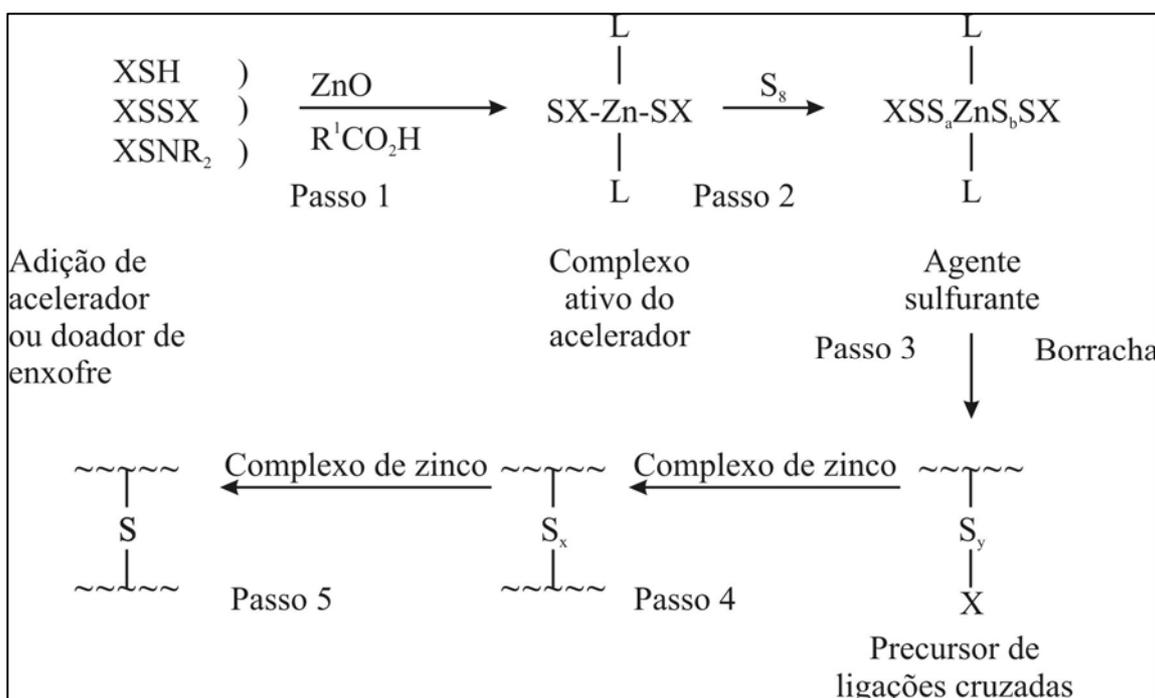 L
XSH )
XSSX )
XSNR₂ )
ZnO
R¹CO₂H
Passo 1
SX-Zn-SX
L
S₈
Passo 2
L
XSSₐZnS_bSX
L
Adição de
acelerador
ou doador de
enxofre
Complexo
ativo do
acelerador
Agente
sulfurante
Passo 3
Borracha
~~~~~
S
~~~~~
Complexo de zinco
Passo 5
~~~~~
Sₓ
~~~~~
Complexo de zinco
Passo 4
~~~~~
S_y
X
Precursor de
ligações cruzadas